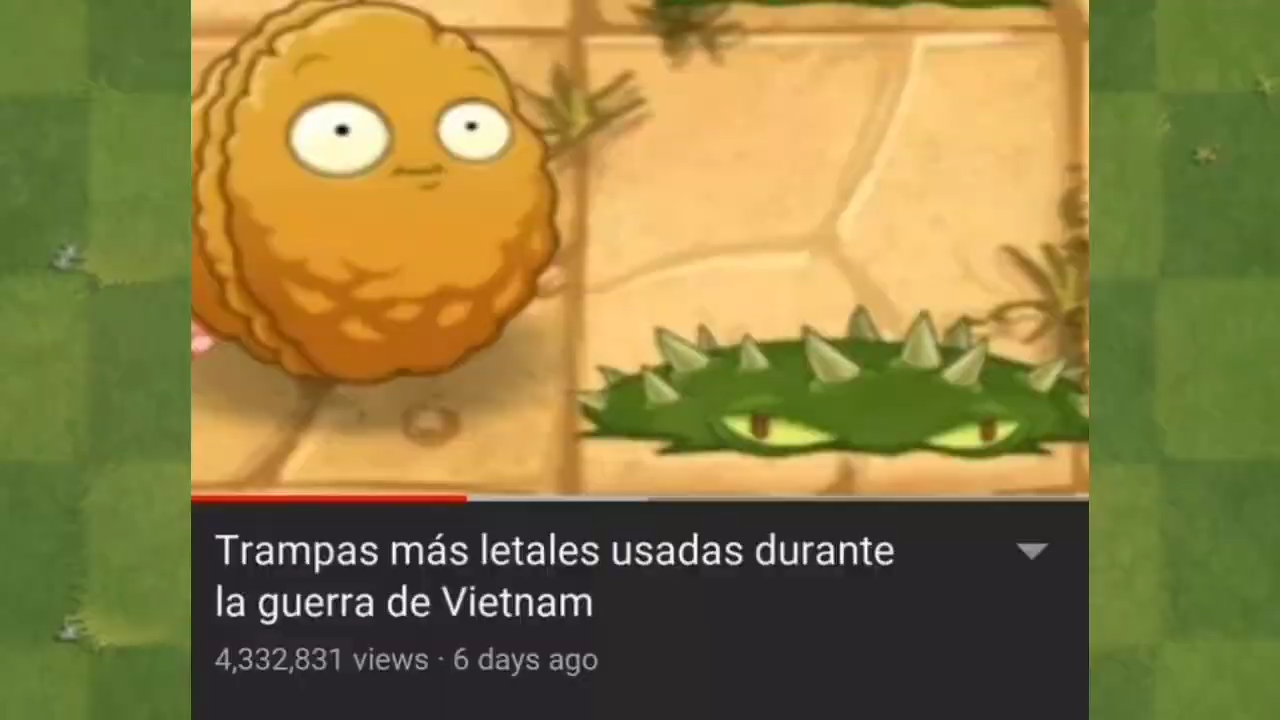 Trampas más letales usadas durante
la guerra de Vietnam
4,332,831 views · 6 days ago